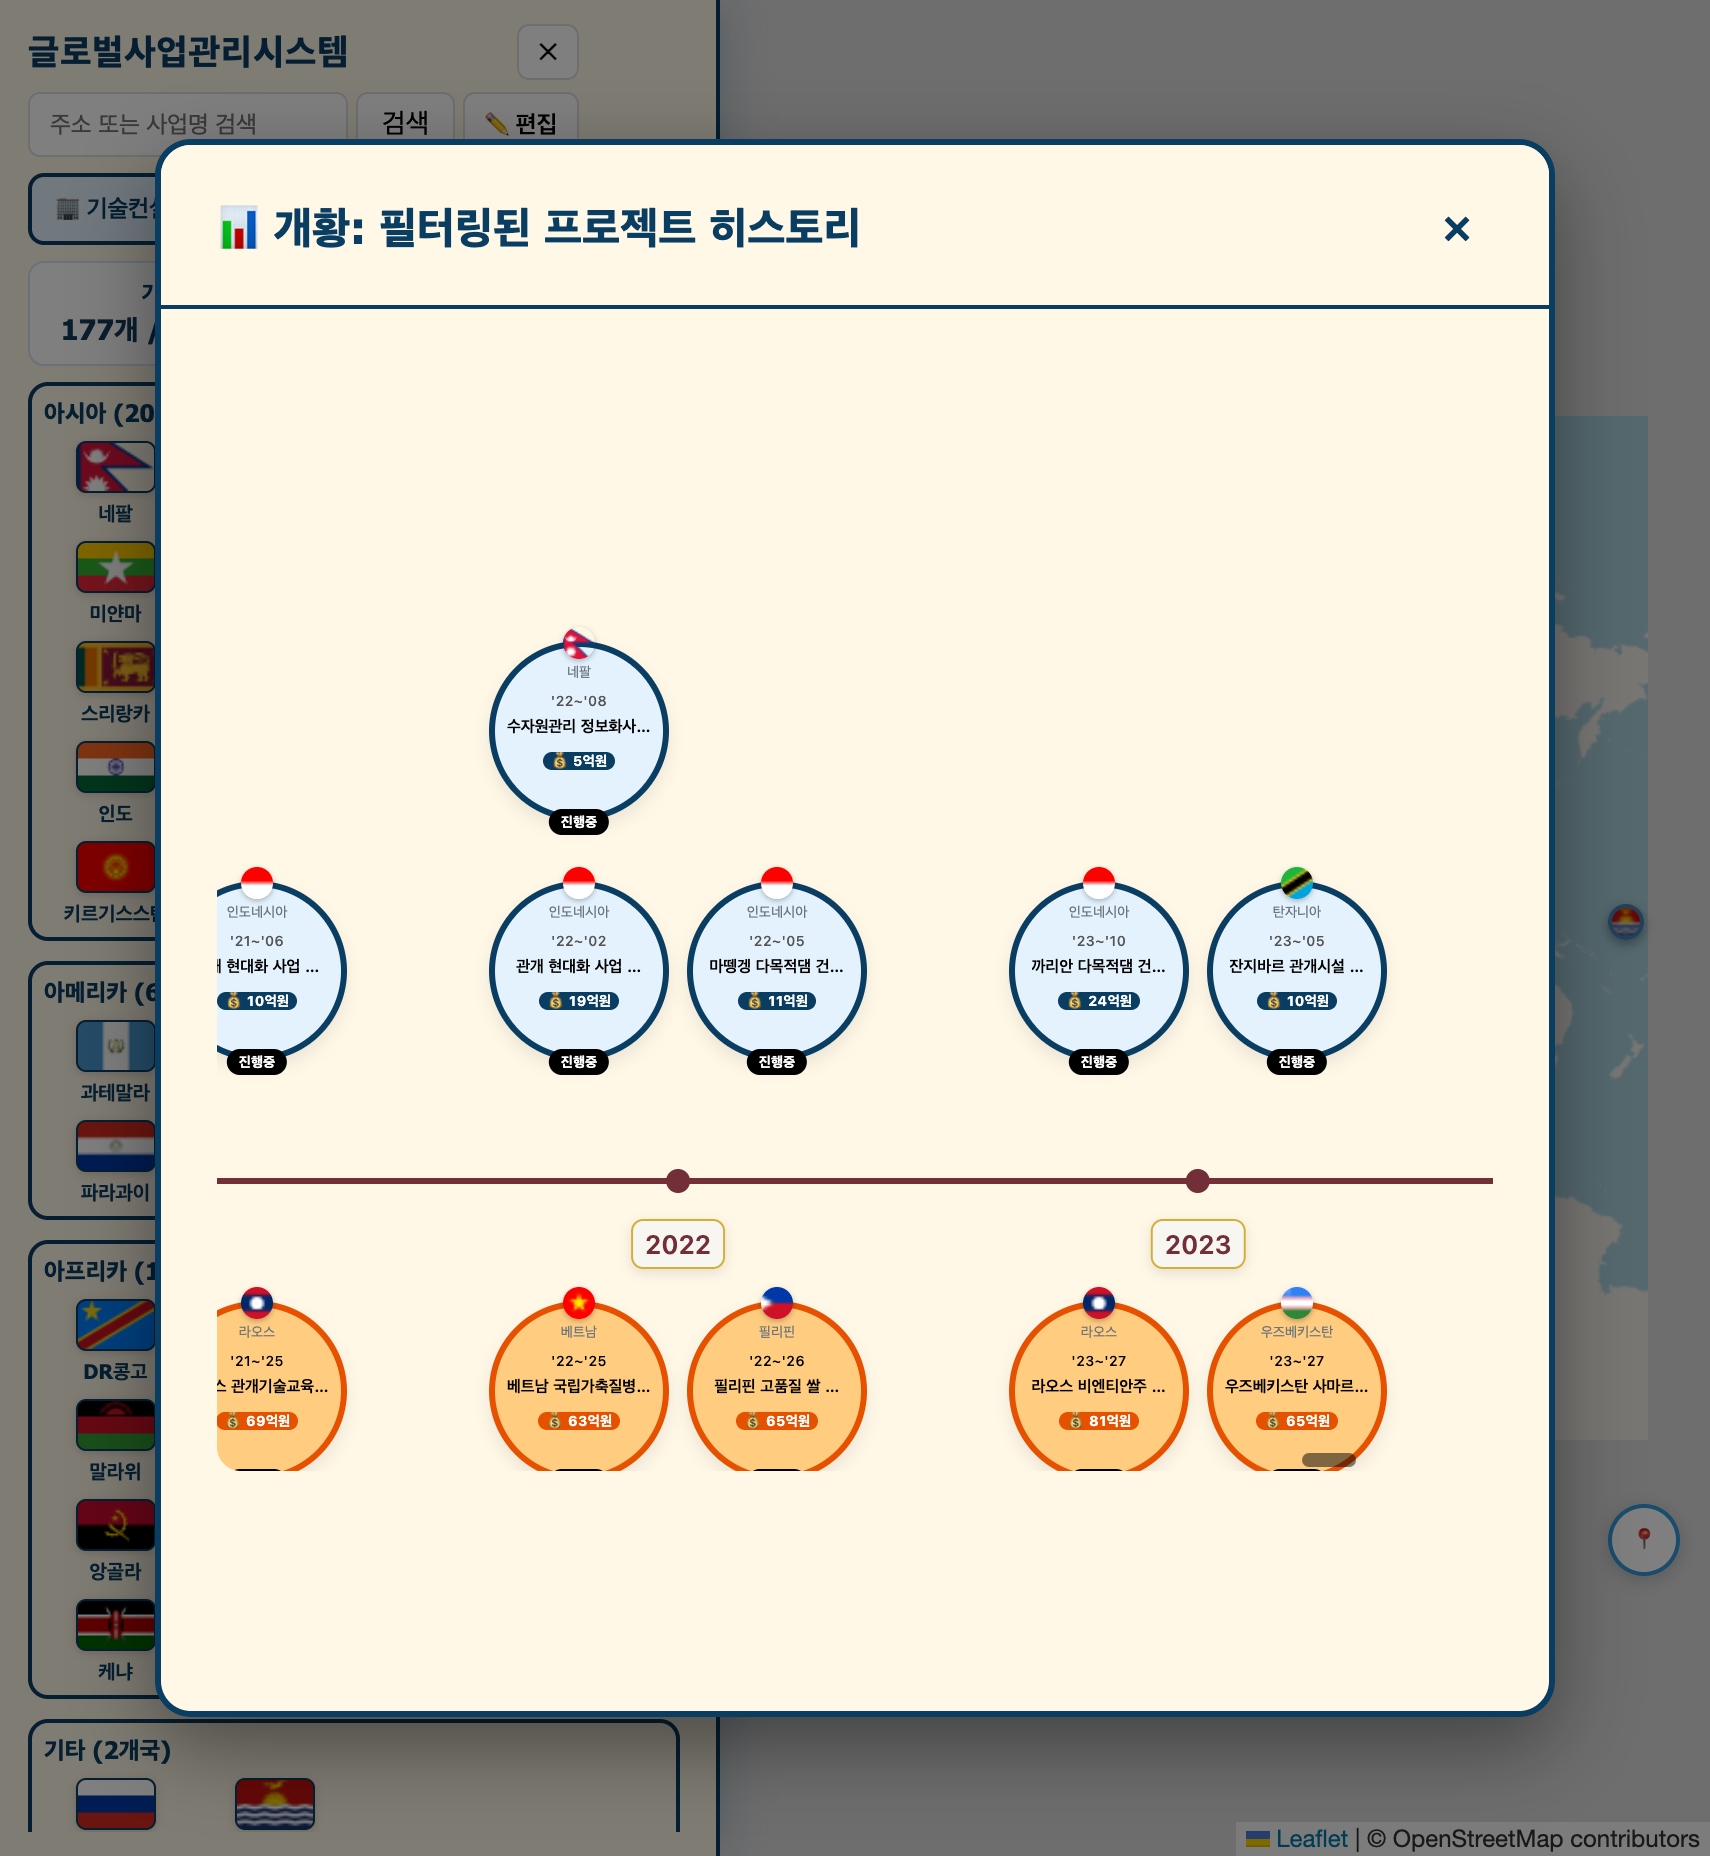 글로벌사업관리시스템
×
주소 또는 사업명 검색
검색
편집
기술컨
177개 /
아시아 (20
네팔
미얀마
스리랑카
인도
키르기스스
아메리카 (6
과테말라
파라과이
아프리카 (1
DR콩고
말라위
앙골라
케냐
기타 (2개국)
개황: 필터링된 프로젝트 히스토리
×
네팔
'22~'08
수자원관리 정보화사...
5억원
진행중
인도네시아
'21~'06
현대화 사업 ...
10억원
진행중
인도네시아
'22~'02
관개 현대화 사업 ...
19억원
진행중
인도네시아
'22~'05
마뗑겡 다목적댐 건...
11억원
진행중
인도네시아
'23~'10
까리안 다목적댐 건...
24억원
진행중
탄자니아
'23~'05
잔지바르 관개시설 ...
10억원
진행중
2022
2023
라오스
'21~'25
스 관개기술교육...
69억원
베트남
'22~'25
베트남 국립가축질병...
63억원
필리핀
'22~'26
필리핀 고품질 쌀 ...
65억원
라오스
'23~'27
라오스 비엔티안주 ...
81억원
우즈베키스탄
'23~'27
우즈베키스탄 사마르...
65억원
Leaflet | © OpenStreetMap contributors